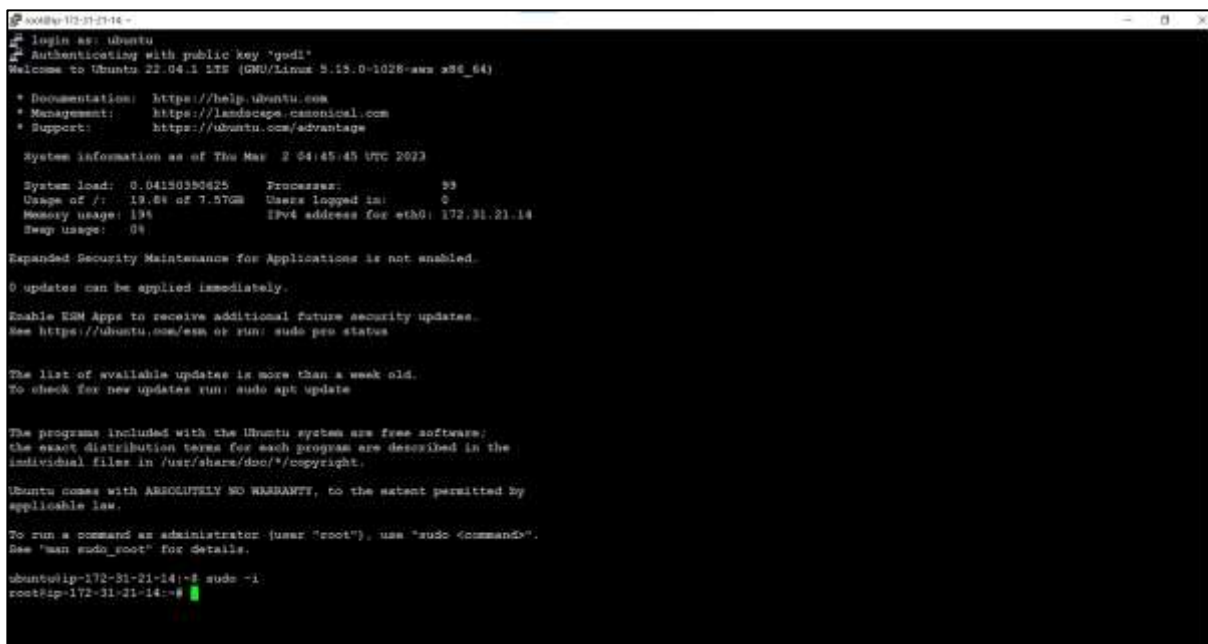 root@ip-172-31-21-14: ~
login as: ubuntu
Authenticating with public key "god1"
Welcome to Ubuntu 22.04.1 LTS (GNU/Linux 5.15.0-1028-aws x86_64)
* Documentation: https://help.ubuntu.com
* Management: https://landscape.canonical.com
* Support: https://ubuntu.com/advantage
System information as of Thu Mar 2 04:45:45 UTC 2023
System load: 0.04150390625 Processes: 99
Usage of /: 19.8% of 7.57GB Users logged in: 0
Memory usage: 19% IPv4 address for eth0: 172.31.21.14
Swap usage: 0%
Expanded Security Maintenance for Applications is not enabled.
0 updates can be applied immediately.
Enable ESM Apps to receive additional future security updates.
See https://ubuntu.com/esm or run: sudo pro status
The list of available updates is more than a week old.
To check for new updates run: sudo apt update
The programs included with the Ubuntu system are free software;
the exact distribution terms for each program are described in the
individual files in /usr/share/doc/*/copyright.
Ubuntu comes with ABSOLUTELY NO WARRANTY, to the extent permitted by
applicable law.
To run a command as administrator (user "root"), use "sudo <command>".
See "man sudo_root" for details.
ubuntu@ip-172-31-21-14:~$ sudo -i
root@ip-172-31-21-14:~#